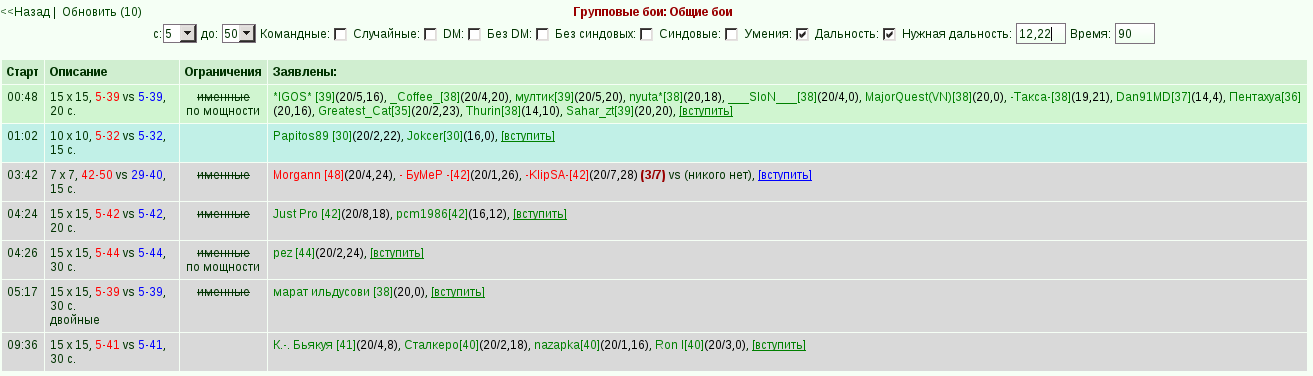 <<Назад | Обновить (10)
Групповые бои: Общие бои
с: 5 до: 50 Командные: Случайные: DM: Без DM: Без синдовых: Синдовые: Умения: Дальность: Нужная дальность: 12,22 Время: 90
Старт Описание Ограничения Заявлены:
00:48 15 x 15, 5-39 vs 5-39, именные *IGOS* [39](20/5,16), _Coffee_[38](20/4,20), мултик[39](20/5,20), nyuta*[38](20,18), ___SloN___[38](20/4,0), MajorQuest(VN)[38](20,0), -Такса-[38](19,21), Dan91MD[37](14,4), Пентахуа[36]
20 с. по мощности (20,16), Greatest_Cat[35](20/2,23), Thurin[38](14,10), Sahar_zt[39](20,20), [вступить]
01:02 10 x 10, 5-32 vs 5-32, Papitos89 [30](20/2,22), Jokcer[30](16,0), [вступить]
15 с.
03:42 7 x 7, 42-50 vs 29-40, именные Morgann [48](20/4,24), - БуМеР -[42](20/1,26), -KlipSA-[42](20/7,28) (3/7) vs (никого нет), [вступить]
15 с.
04:24 15 x 15, 5-42 vs 5-42, именные Just Pro [42](20/8,18), pcm1986[42](16,12), [вступить]
20 с.
04:26 15 x 15, 5-44 vs 5-44, именные pez [44](20/2,24), [вступить]
30 с. по мощности
05:17 15 x 15, 5-39 vs 5-39, именные марат ильдусови [38](20,0), [вступить]
30 с.
двойные
09:36 15 x 15, 5-41 vs 5-41, К.-. Бьякуя [41](20/4,8), Сталкеро[40](20/2,18), nazapka[40](20/1,16), Ron I[40](20/3,0), [вступить]
30 с.